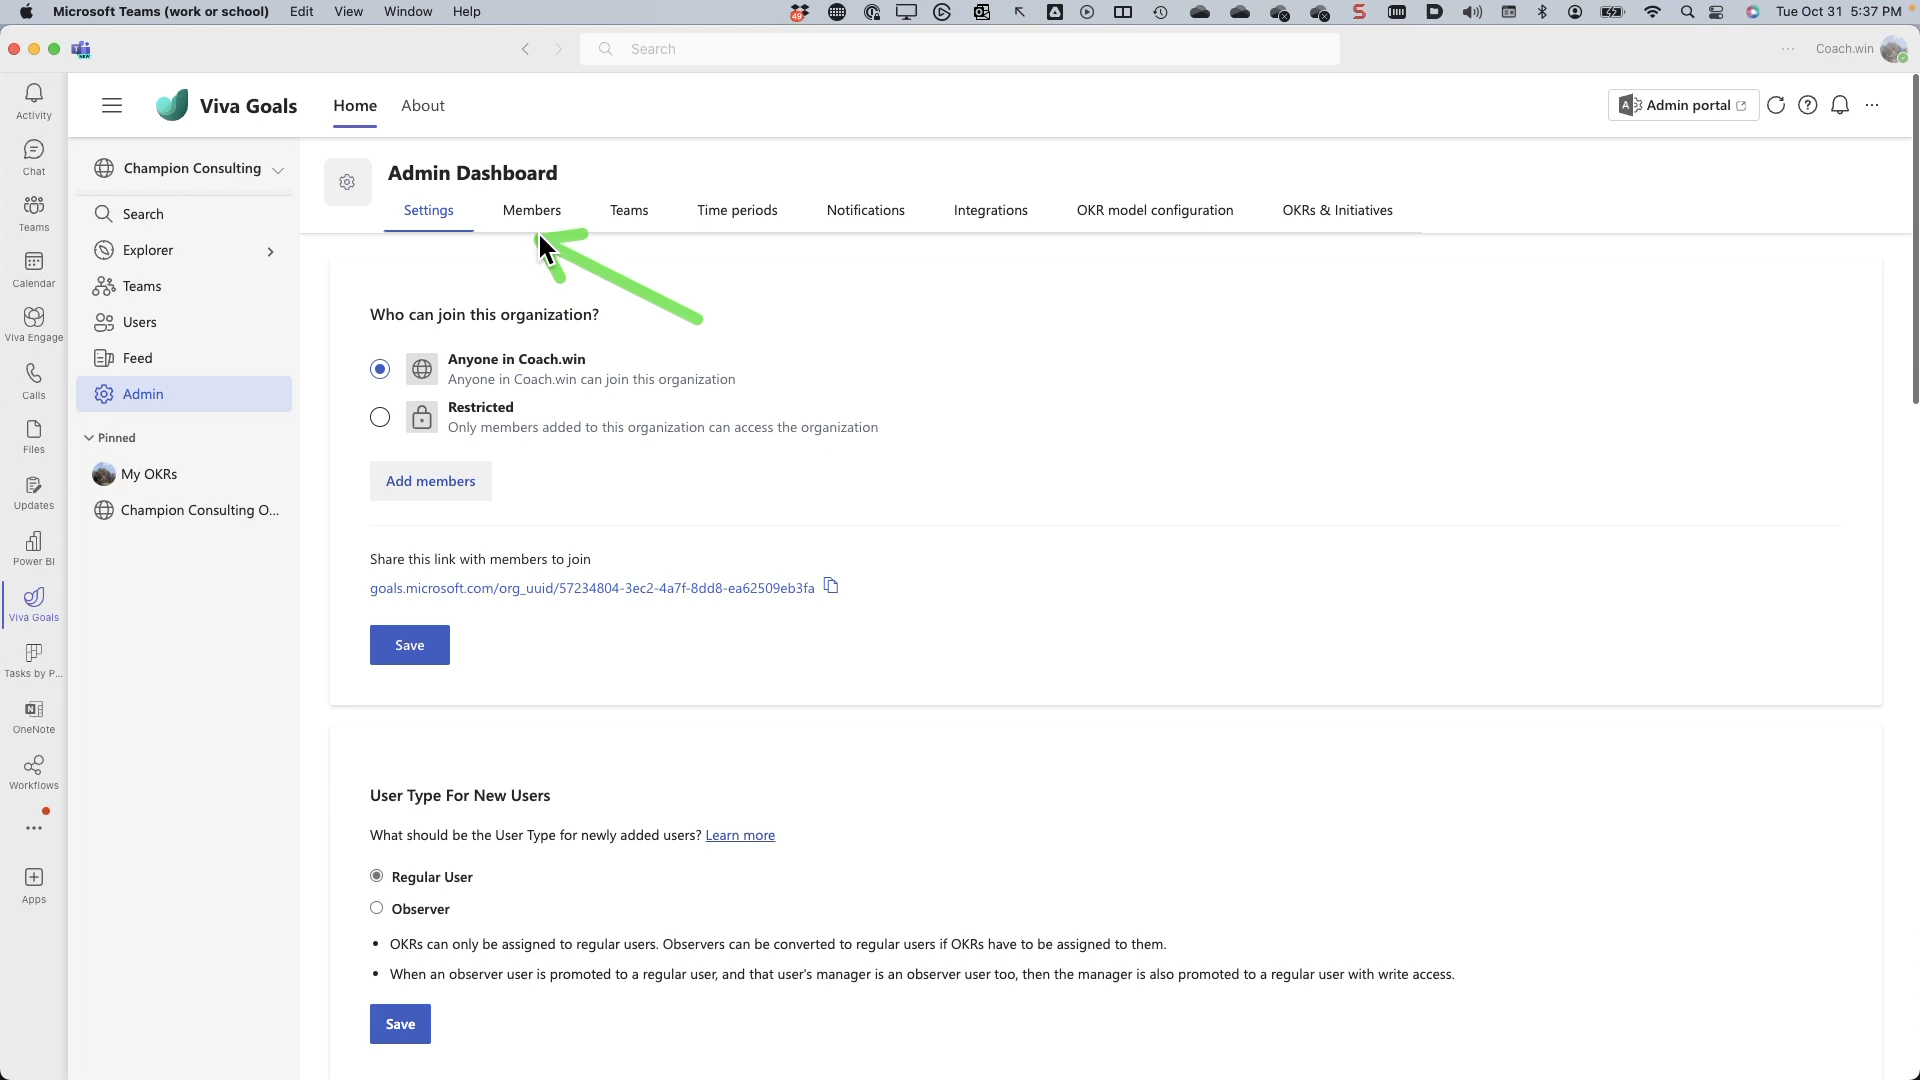 Microsoft Teams (work or school) Edit View Window Help
49
Tue Oct 31 5:37 PM
Search
Coach.win
NEW
Activity
Chat
Teams
Calendar
Viva Engage
Calls
Files
Updates
Power BI
Viva Goals
Tasks by P...
OneNote
Workflows
Apps
Viva Goals
Home
About
Admin portal
Champion Consulting
Search
Explorer
Teams
Users
Feed
Admin
Pinned
My OKRs
Champion Consulting O...
Admin Dashboard
Settings Members Teams Time periods Notifications Integrations OKR model configuration OKRs & Initiatives
Who can join this organization?
Anyone in Coach.win
Anyone in Coach.win can join this organization
Restricted
Only members added to this organization can access the organization
Add members
Share this link with members to join
goals.microsoft.com/org_uuid/57234804-3ec2-4a7f-8dd8-ea62509eb3fa
Save
User Type For New Users
What should be the User Type for newly added users? Learn more
Regular User
Observer
• OKRs can only be assigned to regular users. Observers can be converted to regular users if OKRs have to be assigned to them.
• When an observer user is promoted to a regular user, and that user's manager is an observer user too, then the manager is also promoted to a regular user with write access.
Save